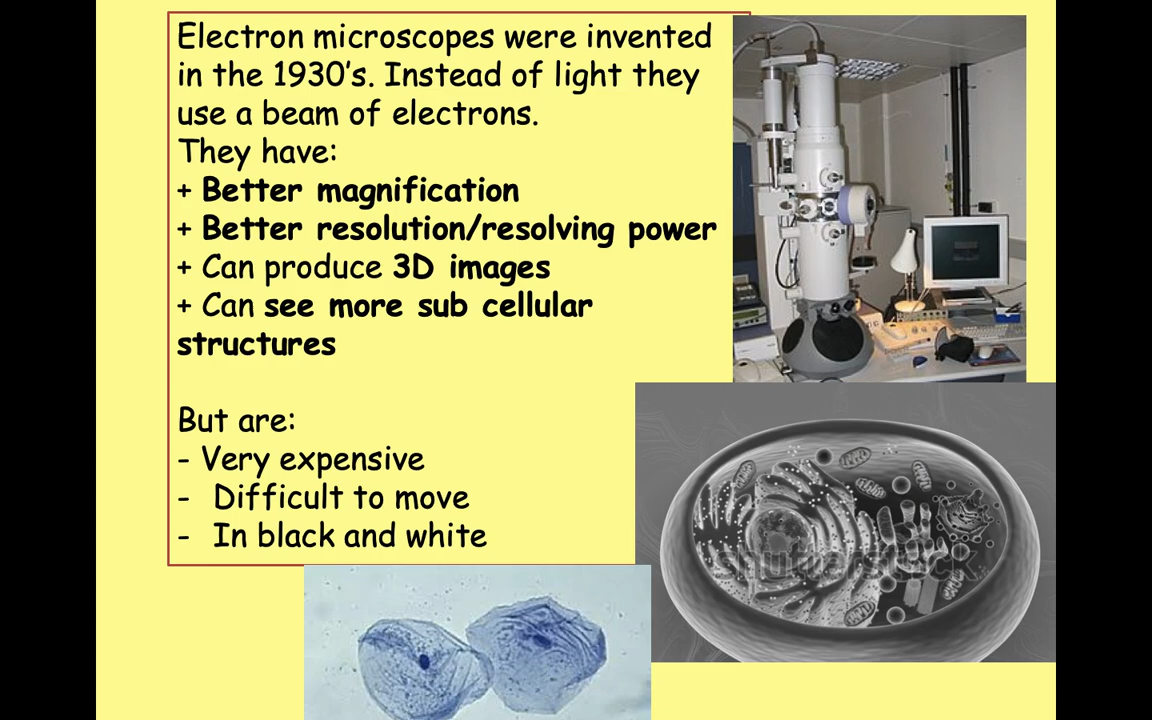 Electron microscopes were invented
in the 1930's. Instead of light they
use a beam of electrons.
They have:
+ Better magnification
+ Better resolution/resolving power
+ Can produce 3D images
+ Can see more sub cellular
structures
But are:
- Very expensive
- Difficult to move
- In black and white
shutterstock